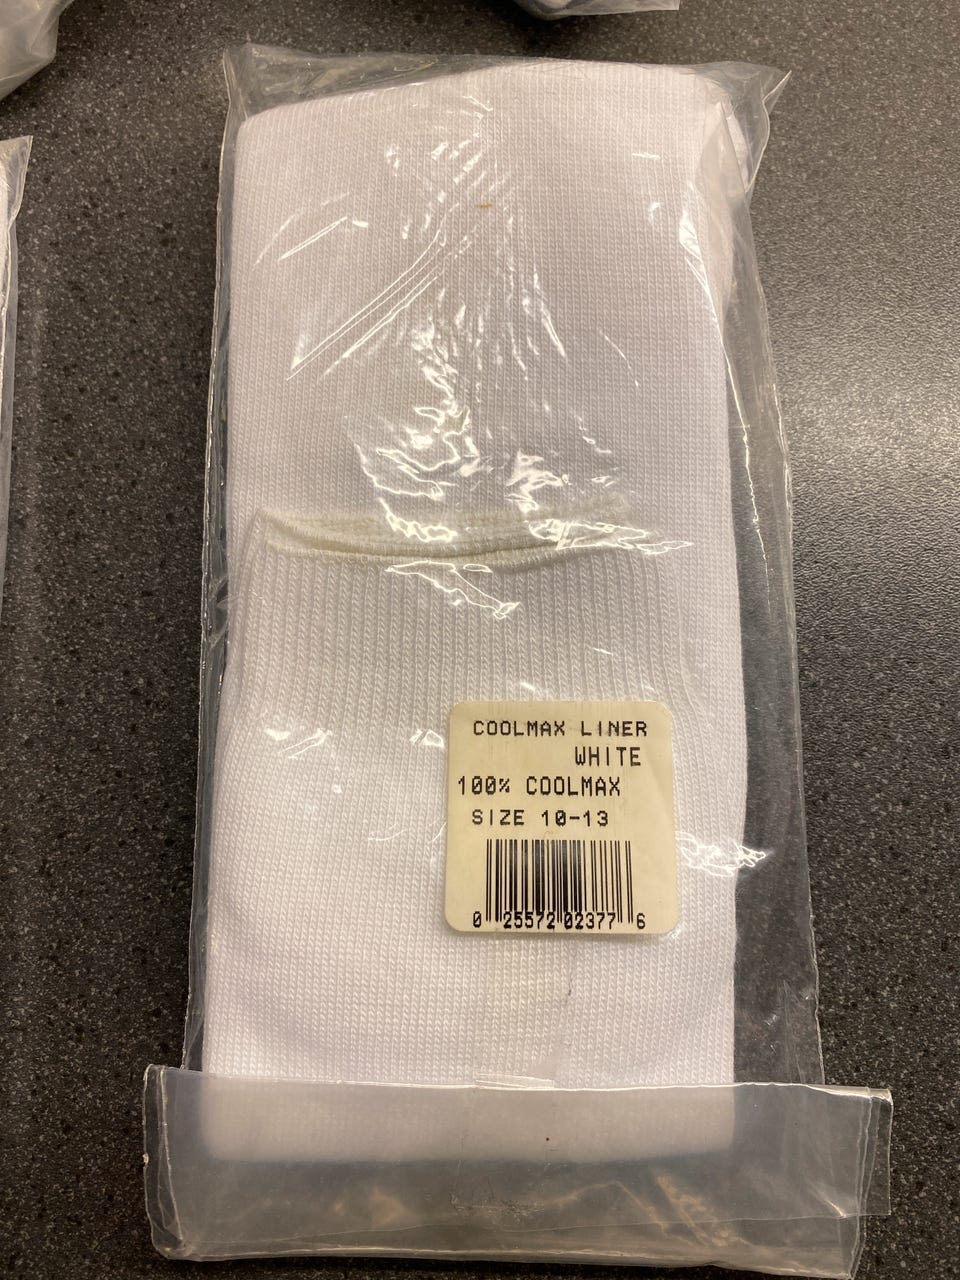 COOLMAX LINER
WHITE
100% COOLMAX
SIZE 10-13
0 25572 02377 6